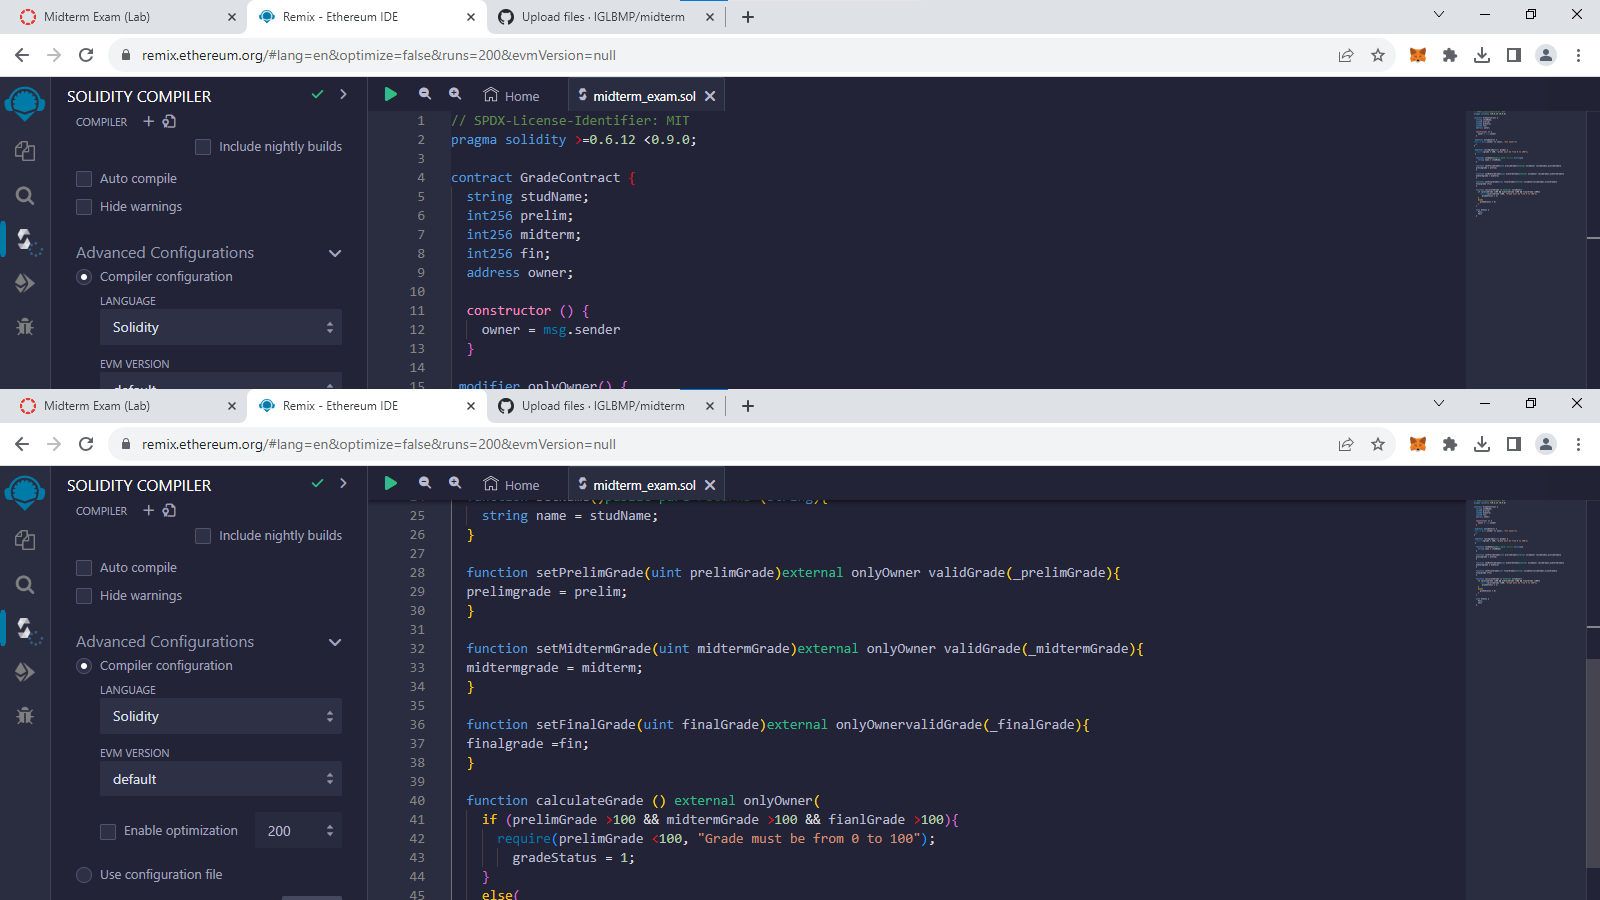 Midterm Exam (Lab)
Remix - Ethereum IDE
Upload files · IGLBMP/midterm
remix.ethereum.org/#lang=en&optimize=false&runs=200&evmVersion=null
SOLIDITY COMPILER
COMPILER
Include nightly builds
Auto compile
Hide warnings
Advanced Configurations
Compiler configuration
LANGUAGE
Solidity
EVM VERSION
default
Home
midterm_exam.sol
1 // SPDX-License-Identifier: MIT
2 pragma solidity >=0.6.12 <0.9.0;
3
4 contract GradeContract {
5 string studName;
6 int256 prelim;
7 int256 midterm;
8 int256 fin;
9 address owner;
10
11 constructor () {
12 owner = msg.sender
13 }
14
15 modifier onlyOwner() {
Midterm Exam (Lab)
Remix - Ethereum IDE
Upload files · IGLBMP/midterm
remix.ethereum.org/#lang=en&optimize=false&runs=200&evmVersion=null
SOLIDITY COMPILER
COMPILER
Include nightly builds
Auto compile
Hide warnings
Advanced Configurations
Compiler configuration
LANGUAGE
Solidity
EVM VERSION
default
Enable optimization
200
Use configuration file
Home
midterm_exam.sol
25 string name = studName;
26 }
27
28 function setPrelimGrade(uint prelimGrade)external onlyOwner validGrade(_prelimGrade){
29 prelimgrade = prelim;
30 }
31
32 function setMidtermGrade(uint midtermGrade)external onlyOwner validGrade(_midtermGrade){
33 midtermgrade = midterm;
34 }
35
36 function setFinalGrade(uint finalGrade)external onlyOwnervalidGrade(_finalGrade){
37 finalgrade =fin;
38 }
39
40 function calculateGrade () external onlyOwner(
41 if (prelimGrade >100 && midtermGrade >100 && fianlGrade >100){
42 require(prelimGrade <100, "Grade must be from 0 to 100");
43 gradeStatus = 1;
44 }
45 else(